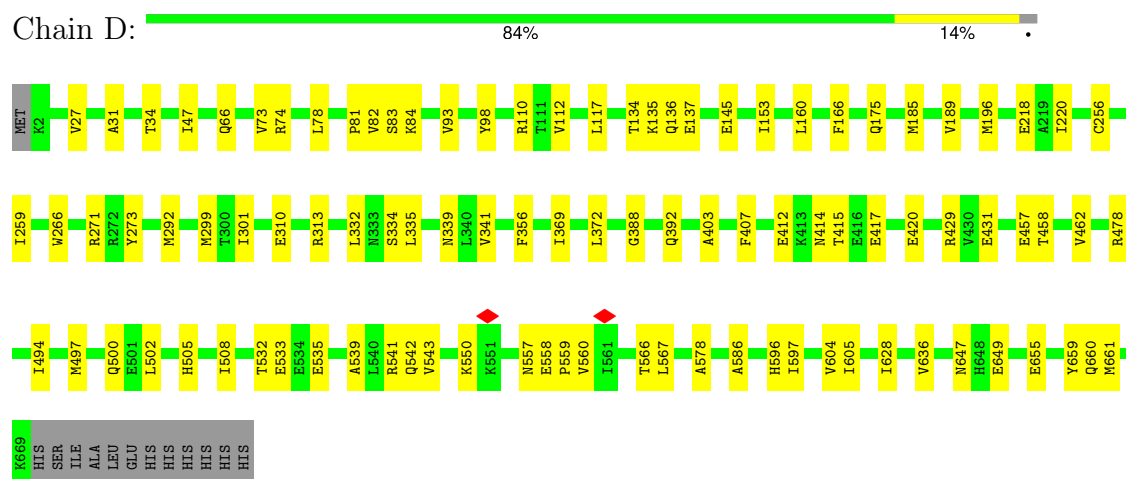 Chain D:
84% 14% •
MET K2 V27 A31 T34 I47 Q66 V73 R74 L78 P81 V82 S83 K84 V93 Y98 R110 T111 V112 L117 T134 K135 Q136 E137 E145 I153 L160 F166 Q175 M185 V189 M196 E218 A219 I220 C256
I259 W266 R271 R272 Y273 M292 M299 T300 I301 E310 R313 L332 N333 S334 L335 N339 L340 V341 F356 I369 L372 G388 Q392 A403 F407 E412 K413 N414 T415 E416 E417 E420 R429 V430 E431 E457 T458 V462 R478
I494 M497 Q500 E501 L502 H505 I508 T532 E533 E534 E535 A539 L540 R541 Q542 V543 K550 K551 N557 E558 P559 V560 I561 T566 L567 A578 A586 H596 I597 V604 I605 I628 V636 N647 H648 E649 E655 Y659 Q660 M661
K669 HIS SER ILE ALA LEU GLU HIS HIS HIS HIS HIS HIS